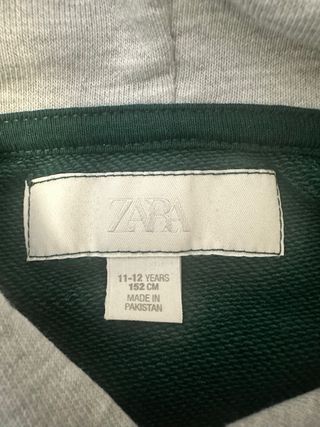 ZARA
11-12 YEARS
152 CM
MADE IN
PAKISTAN